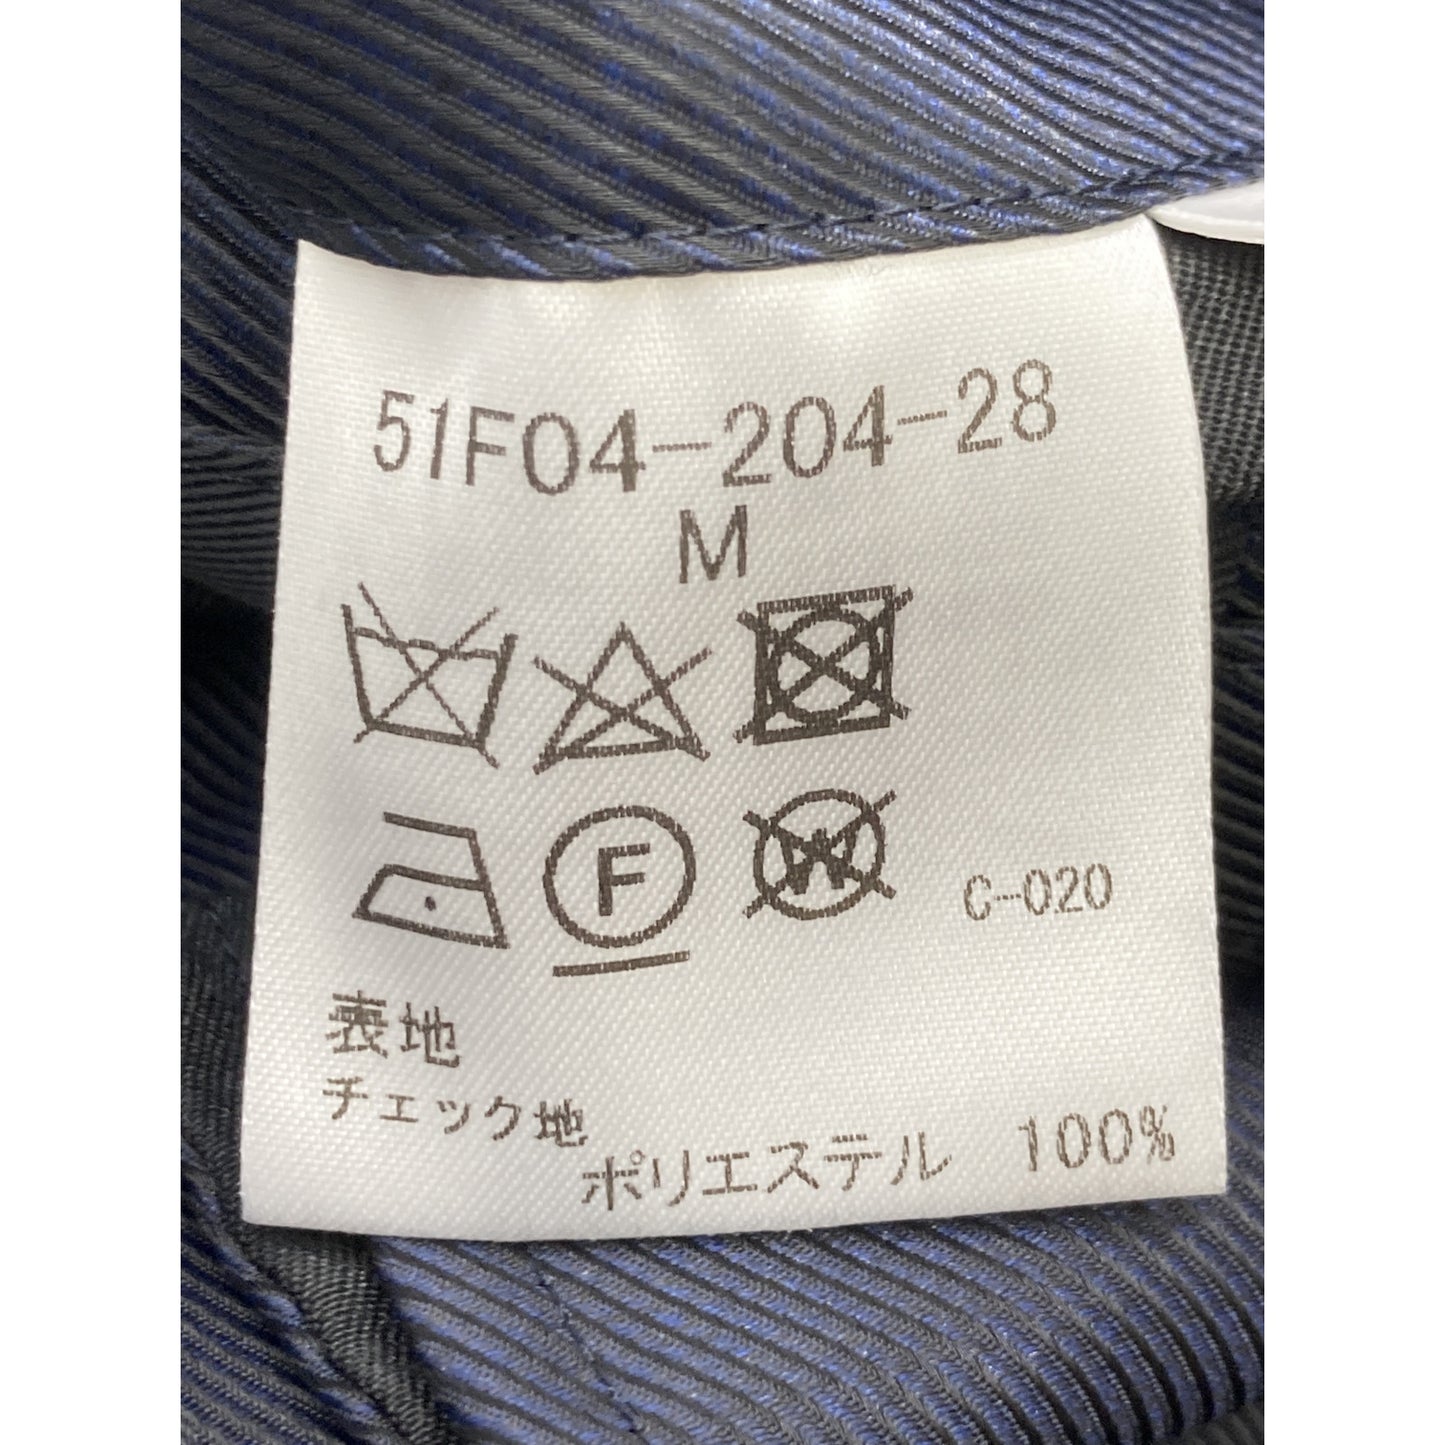 51F04-204-28
M
F W C-020
表地
チェック地
ポリエステル 100%